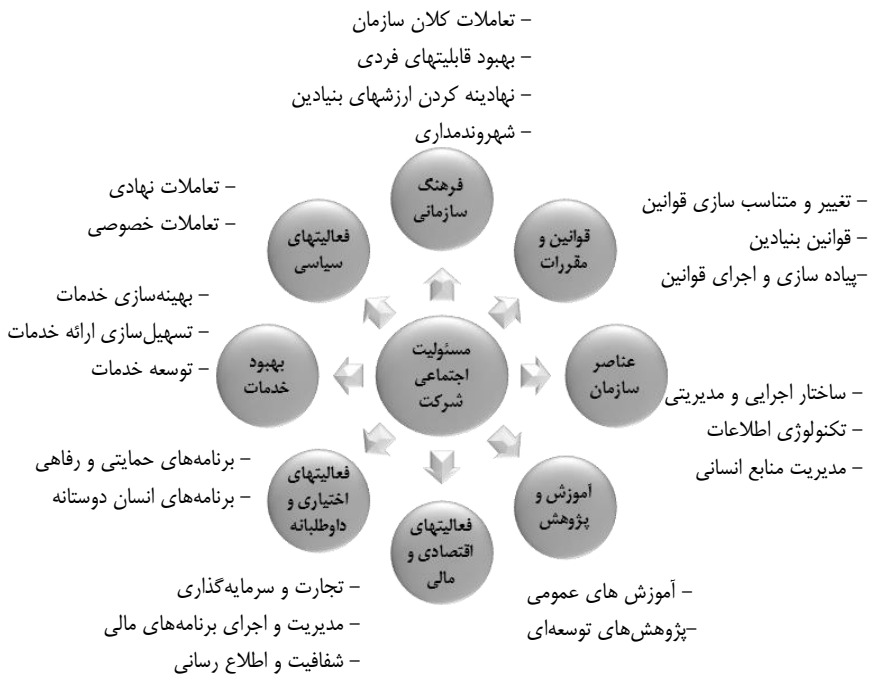 – تعاملات کلان سازمان
– بهبود قابلیتهای فردی
– نهادینه کردن ارزشهای بنیادین
– شهروندمداری
فرهنگ
سازمانی
– تغییر و متناسب سازی قوانین
– قوانین بنیادین
–پیاده سازی و اجرای قوانین
قوانین و
مقررات
– تعاملات نهادی
– تعاملات خصوصی
فعالیتهای
سیاسی
مسئولیت
اجتماعی
شرکت
عناصر
سازمان
– ساختار اجرایی و مدیریتی
– تکنولوژی اطلاعات
– مدیریت منابع انسانی
– بهینه‌سازی خدمات
– تسهیل‌سازی ارائه خدمات
– توسعه خدمات
بهبود
خدمات
آموزش و
پژوهش
– آموزش های عمومی
–پژوهش‌های توسعه‌ای
فعالیتهای
اقتصادی و
مالی
– تجارت و سرمایه‌گذاری
– مدیریت و اجرای برنامه‌های مالی
– شفافیت و اطلاع رسانی
فعالیتهای
اختیاری و
داوطلبانه
– برنامه‌های حمایتی و رفاهی
– برنامه‌های انسان دوستانه